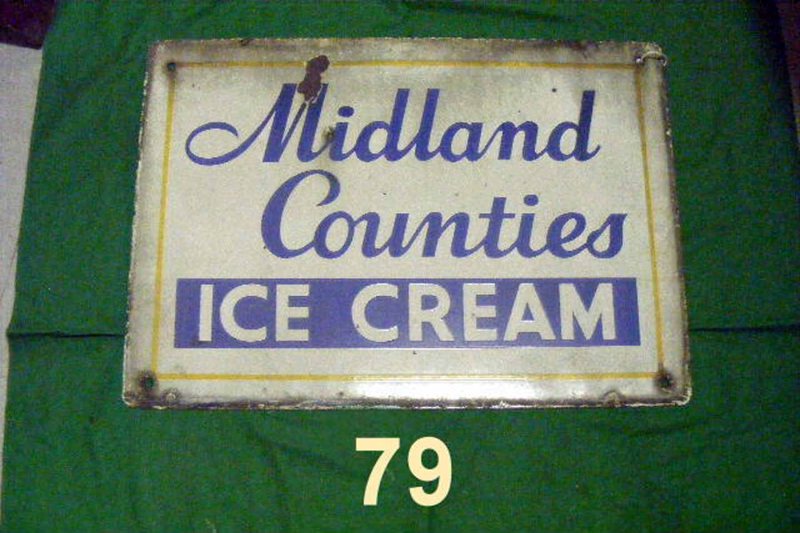 Midland
Counties
ICE CREAM
79